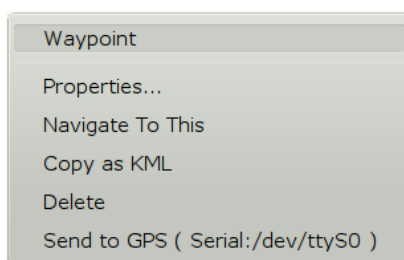 Waypoint
Properties...
Navigate To This
Copy as KML
Delete
Send to GPS ( Serial:/dev/ttyS0 )